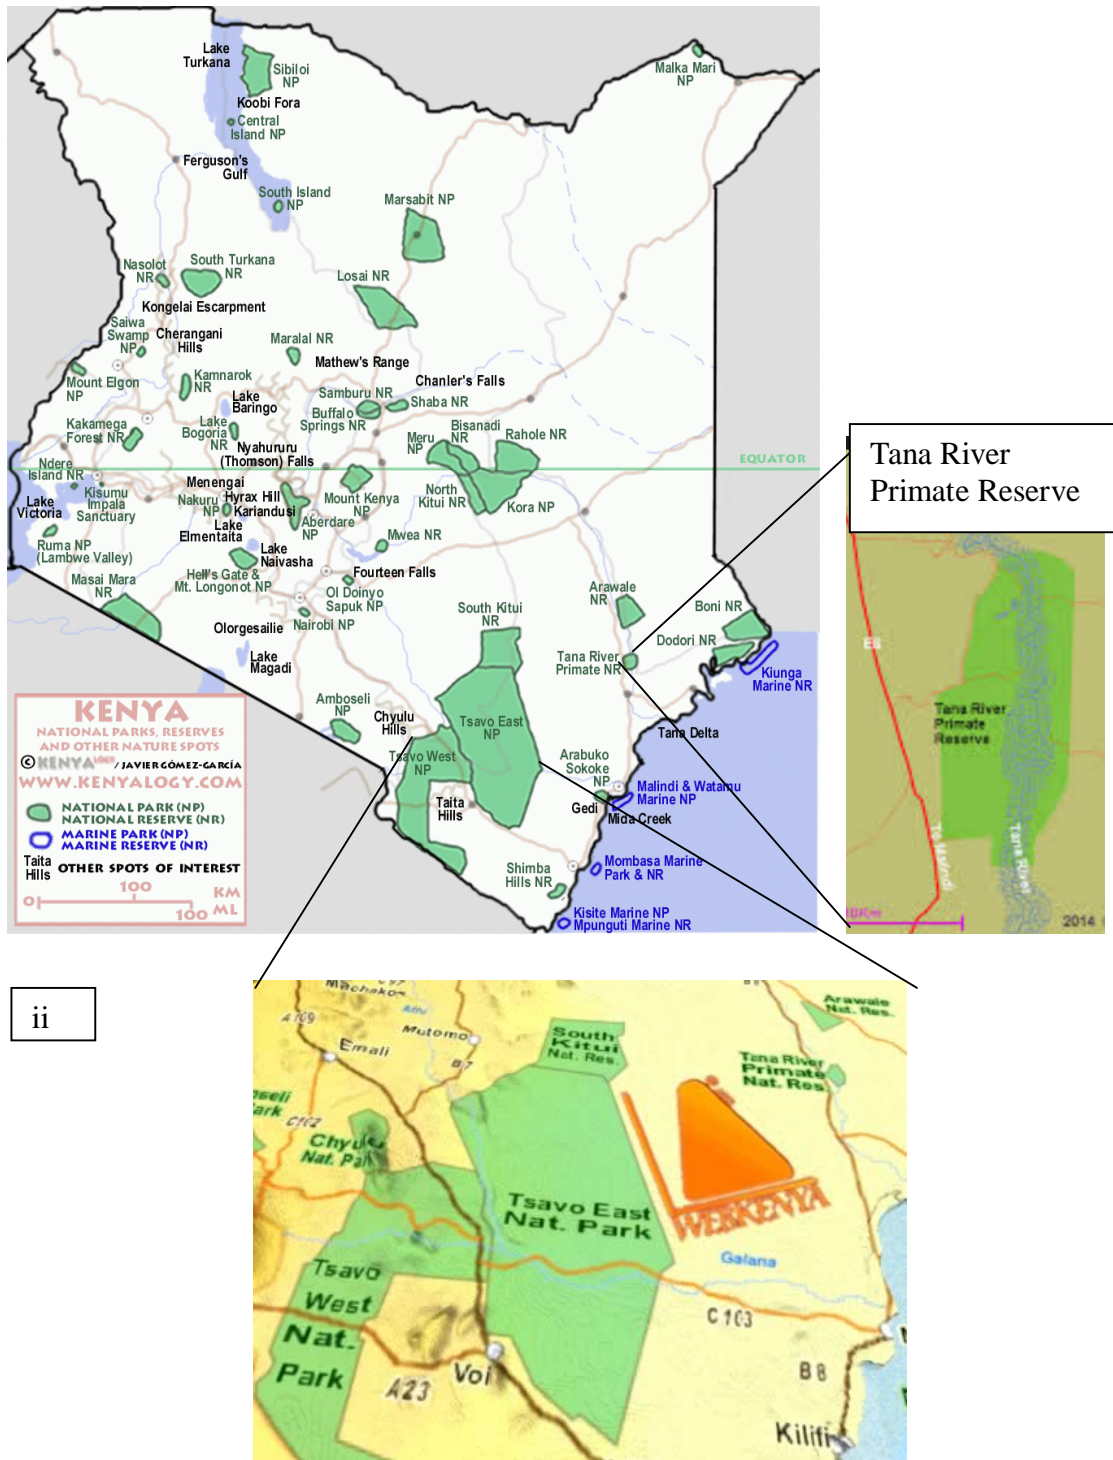 Lake
Turkana
Sibiloi
NP
Koobi Fora
Central
Island NP
Ferguson's
Gulf
South Island
NP
Malka Mari
NP
Marsabit NP
Nasolot
NR
South Turkana
NR
Losai NR
Kongelai Escarpment
Saiwa
Swamp
NP
Cherangani
Hills
Maralal NR
Mathew's Range
Mount Elgon
NP
Kamnarok
NR
Lake
Baringo
Chanler's Falls
Samburu NR
Buffalo
Springs NR
Shaba NR
Kakamega
Forest NR
Lake
Bogoria
NR
Nyahururu
(Thomson) Falls
Meru
NP
Bisanadi
NR
Rahole NR
EQUATOR
Ndere
Island NR
Kisumu
Impala
Sanctuary
Lake
Victoria
Menengai
Hyrax Hill
Kariandusi
Nakuru
NP
Lake
Elmentaita
Mount Kenya
NP
Aberdare
NP
North
Kitui NR
Kora NP
Ruma NP
(Lambwe Valley)
Lake
Naivasha
Mwea NR
Hell's Gate &
Mt. Longonot NP
Fourteen Falls
Masai Mara
NR
Ol Doinyo
Sapuk NP
Nairobi NP
Olorgesailie
Lake
Magadi
South Kitui
NR
Arawale
NR
Boni NR
Dodori NR
Tana River
Primate NR
Kiunga
Marine NR
Amboseli
NP
Chyulu
Hills
Tsavo East
NP
Tsavo West
NP
Tana Delta
Arabuko
Sokoke
NP
Malindi & Watamu
Marine NP
Gedi
Mida Creek
Taita
Hills
Shimba
Hills NR
Mombasa Marine
Park & NR
Kisite Marine NP
Mpunguti Marine NR
KENYA
NATIONAL PARKS, RESERVES
AND OTHER NATURE SPOTS
© KENYALOGY / JAVIER GÓMEZ-GARCÍA
WWW.KENYALOGY.COM
NATIONAL PARK (NP)
NATIONAL RESERVE (NR)
MARINE PARK (NP)
MARINE RESERVE (NR)
Taita
Hills OTHER SPOTS OF INTEREST
0 100 KM
100 ML
Tana River
Primate Reserve
Tana River
Primate
Reserve
To Malindi
Tana River
2014
ii
Machakos
A 109
Emali
Athi
Mutomo
B7
South
Kitui
Nat. Res.
Arawale
Nat. Res.
Tana River
Primate
Nat. Res.
C102
Chyulu
Nat. Park
WEBKENYA
Tsavo East
Nat. Park
Galana
Tsavo
West
Nat.
Park
C 103
Voi
A23
B8
Kilifi